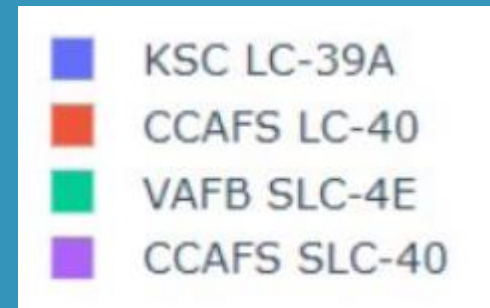 KSC LC-39A
CCAFS LC-40
VAFB SLC-4E
CCAFS SLC-40